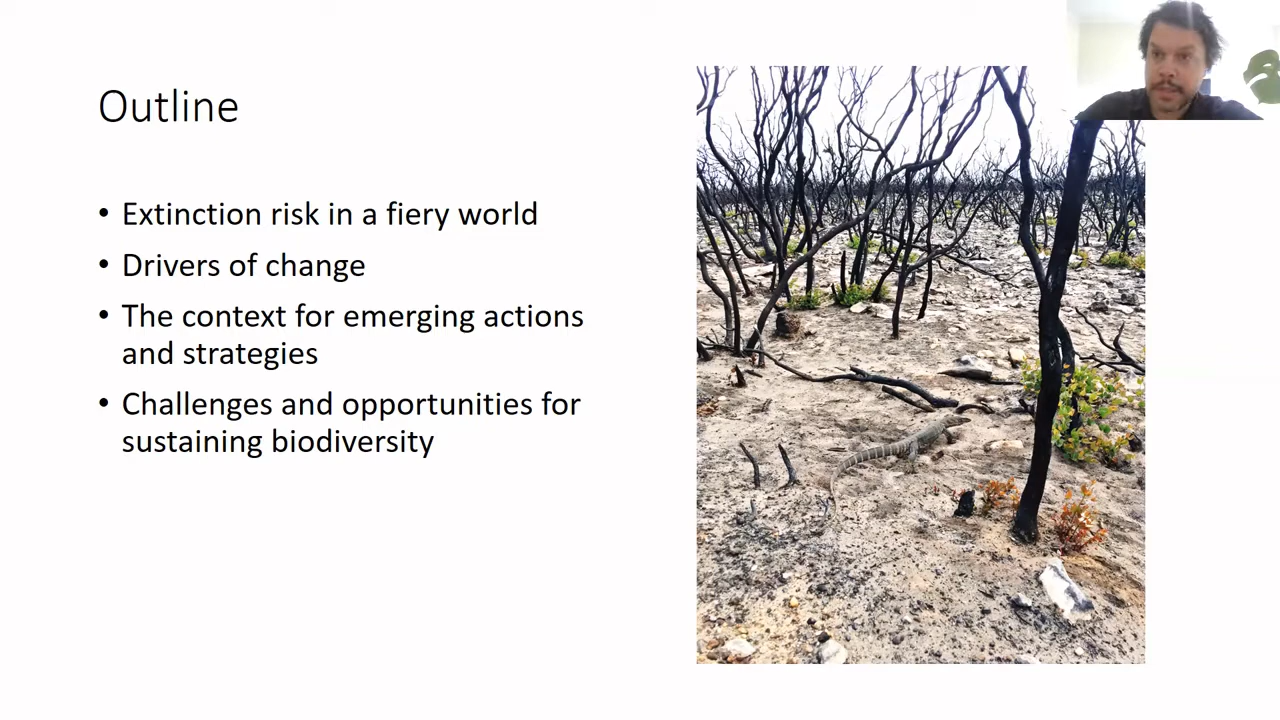 Outline
• Extinction risk in a fiery world
• Drivers of change
• The context for emerging actions
and strategies
• Challenges and opportunities for
sustaining biodiversity